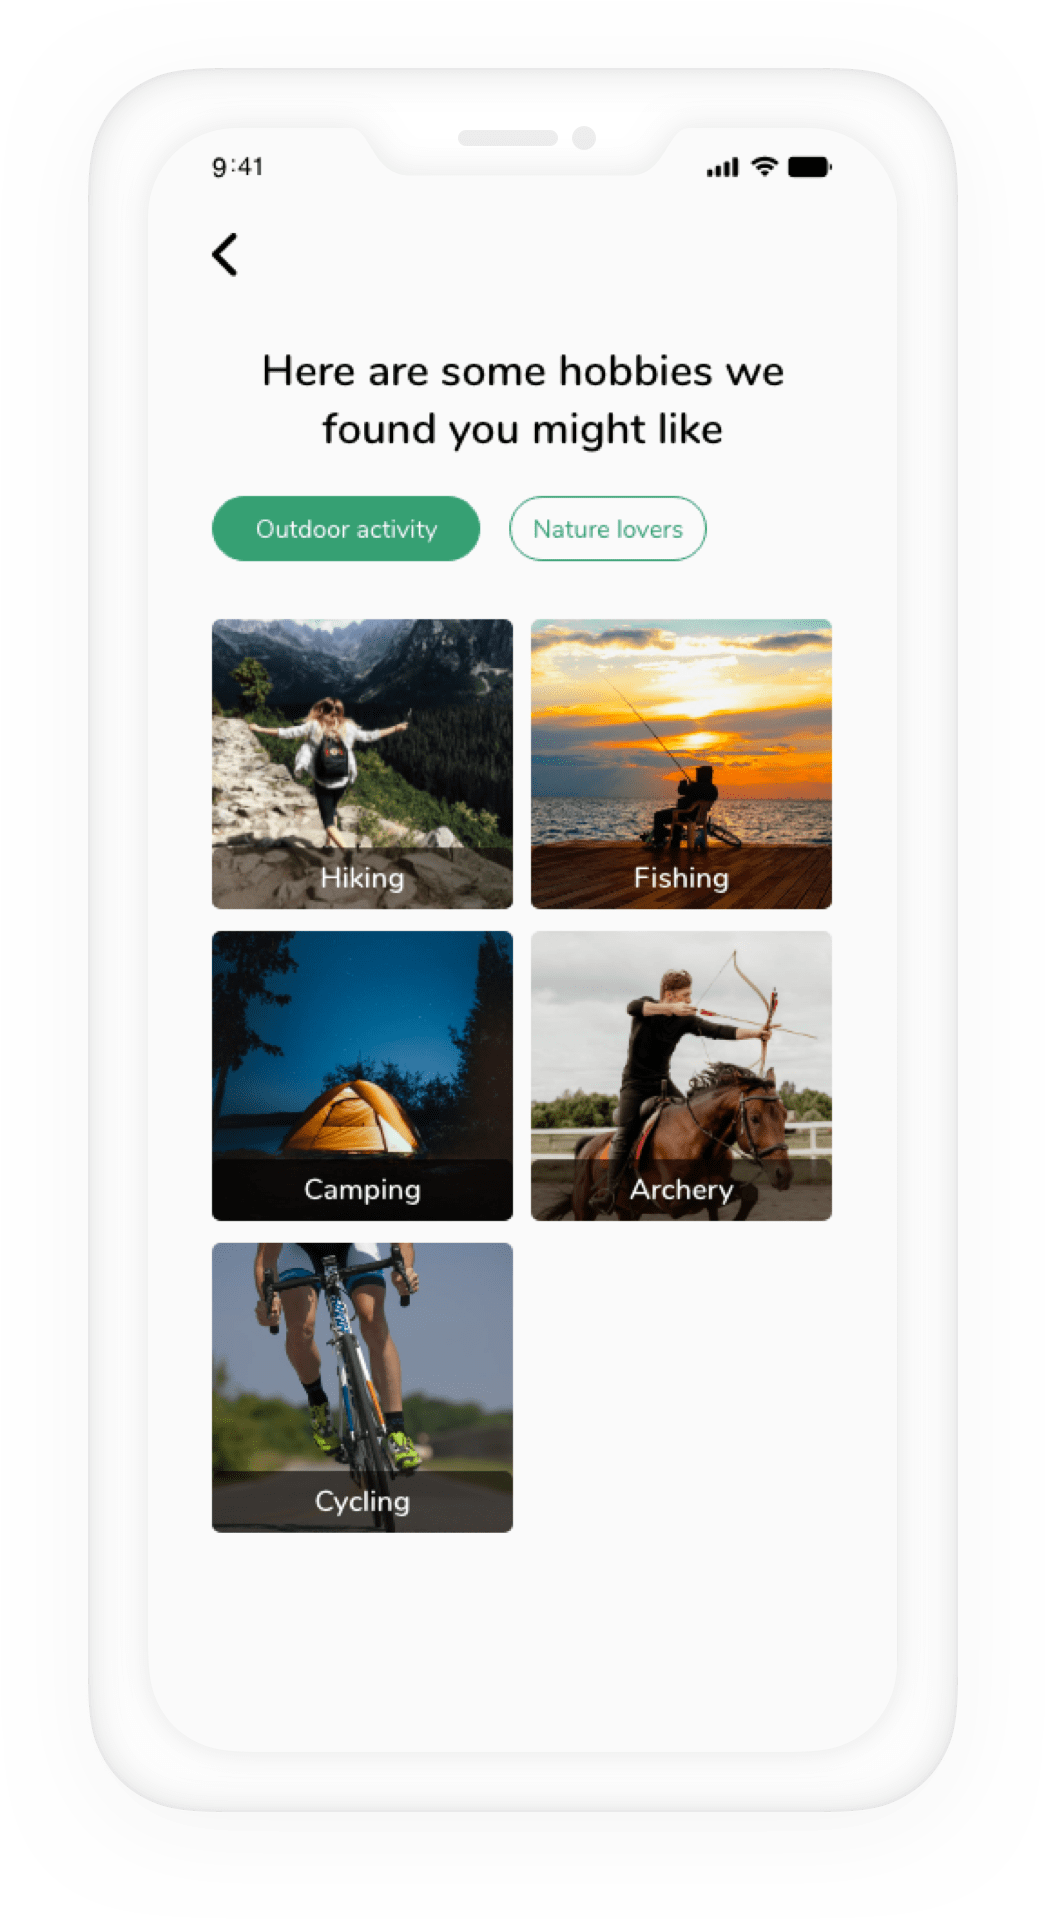 9:41
Here are some hobbies we
found you might like
Outdoor activity
Nature lovers
Hiking
Fishing
Camping
Archery
Cycling